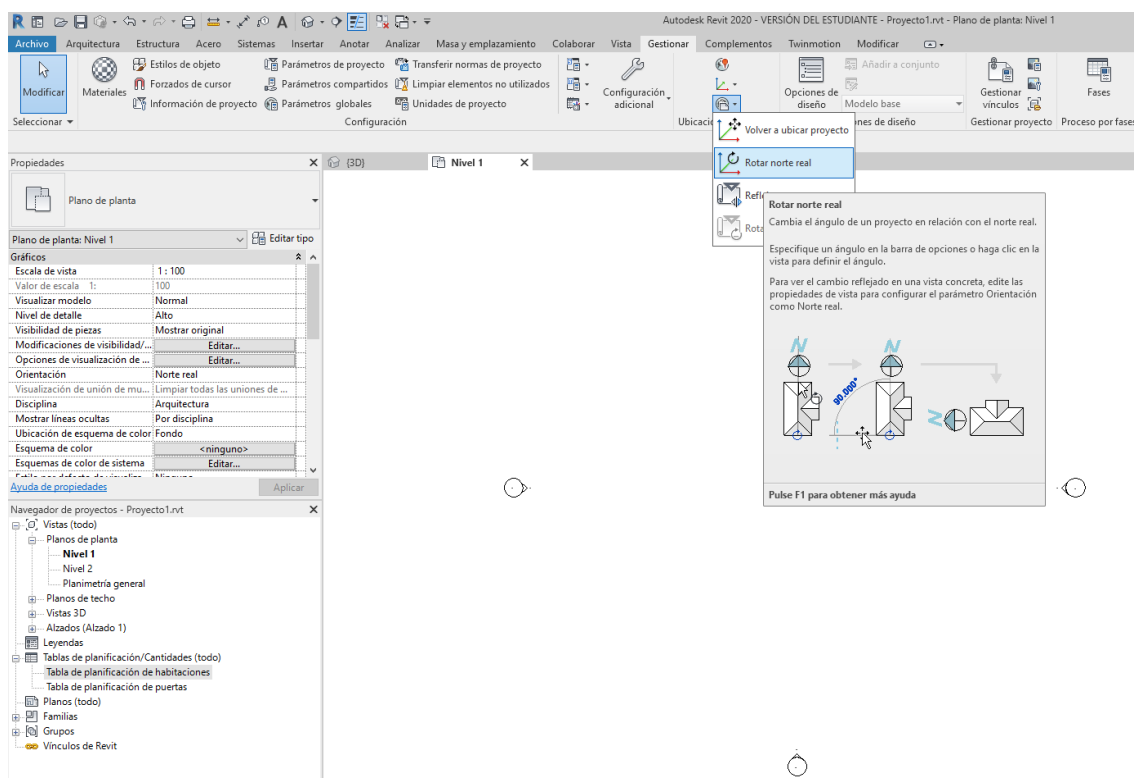 Autodesk Revit 2020 - VERSIÓN DEL ESTUDIANTE - Proyecto1.rvt - Plano de planta: Nivel 1
Archivo Arquitectura Estructura Acero Sistemas Insertar Anotar Analizar Masa y emplazamiento Colaborar Vista Gestionar Complementos Twinmotion Modificar
Modificar
Materiales
Estilos de objeto
Forzados de cursor
Información de proyecto
Parámetros de proyecto
Parámetros compartidos
Parámetros globales
Transferir normas de proyecto
Limpiar elementos no utilizados
Unidades de proyecto
Configuración adicional
Opciones de diseño
Añadir a conjunto
Modelo base
Gestionar vínculos
Fases
Seleccionar
Configuración
Ubicaci
nes de diseño
Gestionar proyecto
Proceso por fases
Volver a ubicar proyecto
Rotar norte real
Refle
Rota
Rotar norte real
Cambia el ángulo de un proyecto en relación con el norte real.
Especifique un ángulo en la barra de opciones o haga clic en la
vista para definir el ángulo.
Para ver el cambio reflejado en una vista concreta, edite las
propiedades de vista para configurar el parámetro Orientación
como Norte real.
N N
90.000°
N
Pulse F1 para obtener más ayuda
Propiedades
{3D}
Nivel 1
Plano de planta
Plano de planta: Nivel 1
Editar tipo
Gráficos
Escala de vista 1 : 100
Valor de escala 1: 100
Visualizar modelo Normal
Nivel de detalle Alto
Visibilidad de piezas Mostrar original
Modificaciones de visibilidad/... Editar...
Opciones de visualización de ... Editar...
Orientación Norte real
Visualización de unión de mu... Limpiar todas las uniones de ...
Disciplina Arquitectura
Mostrar líneas ocultas Por disciplina
Ubicación de esquema de color Fondo
Esquema de color <ninguno>
Esquemas de color de sistema Editar...
Ayuda de propiedades
Aplicar
Navegador de proyectos - Proyecto1.rvt
Vistas (todo)
Planos de planta
Nivel 1
Nivel 2
Planimetría general
Planos de techo
Vistas 3D
Alzados (Alzado 1)
Leyendas
Tablas de planificación/Cantidades (todo)
Tabla de planificación de habitaciones
Tabla de planificación de puertas
Planos (todo)
Familias
Grupos
Vínculos de Revit